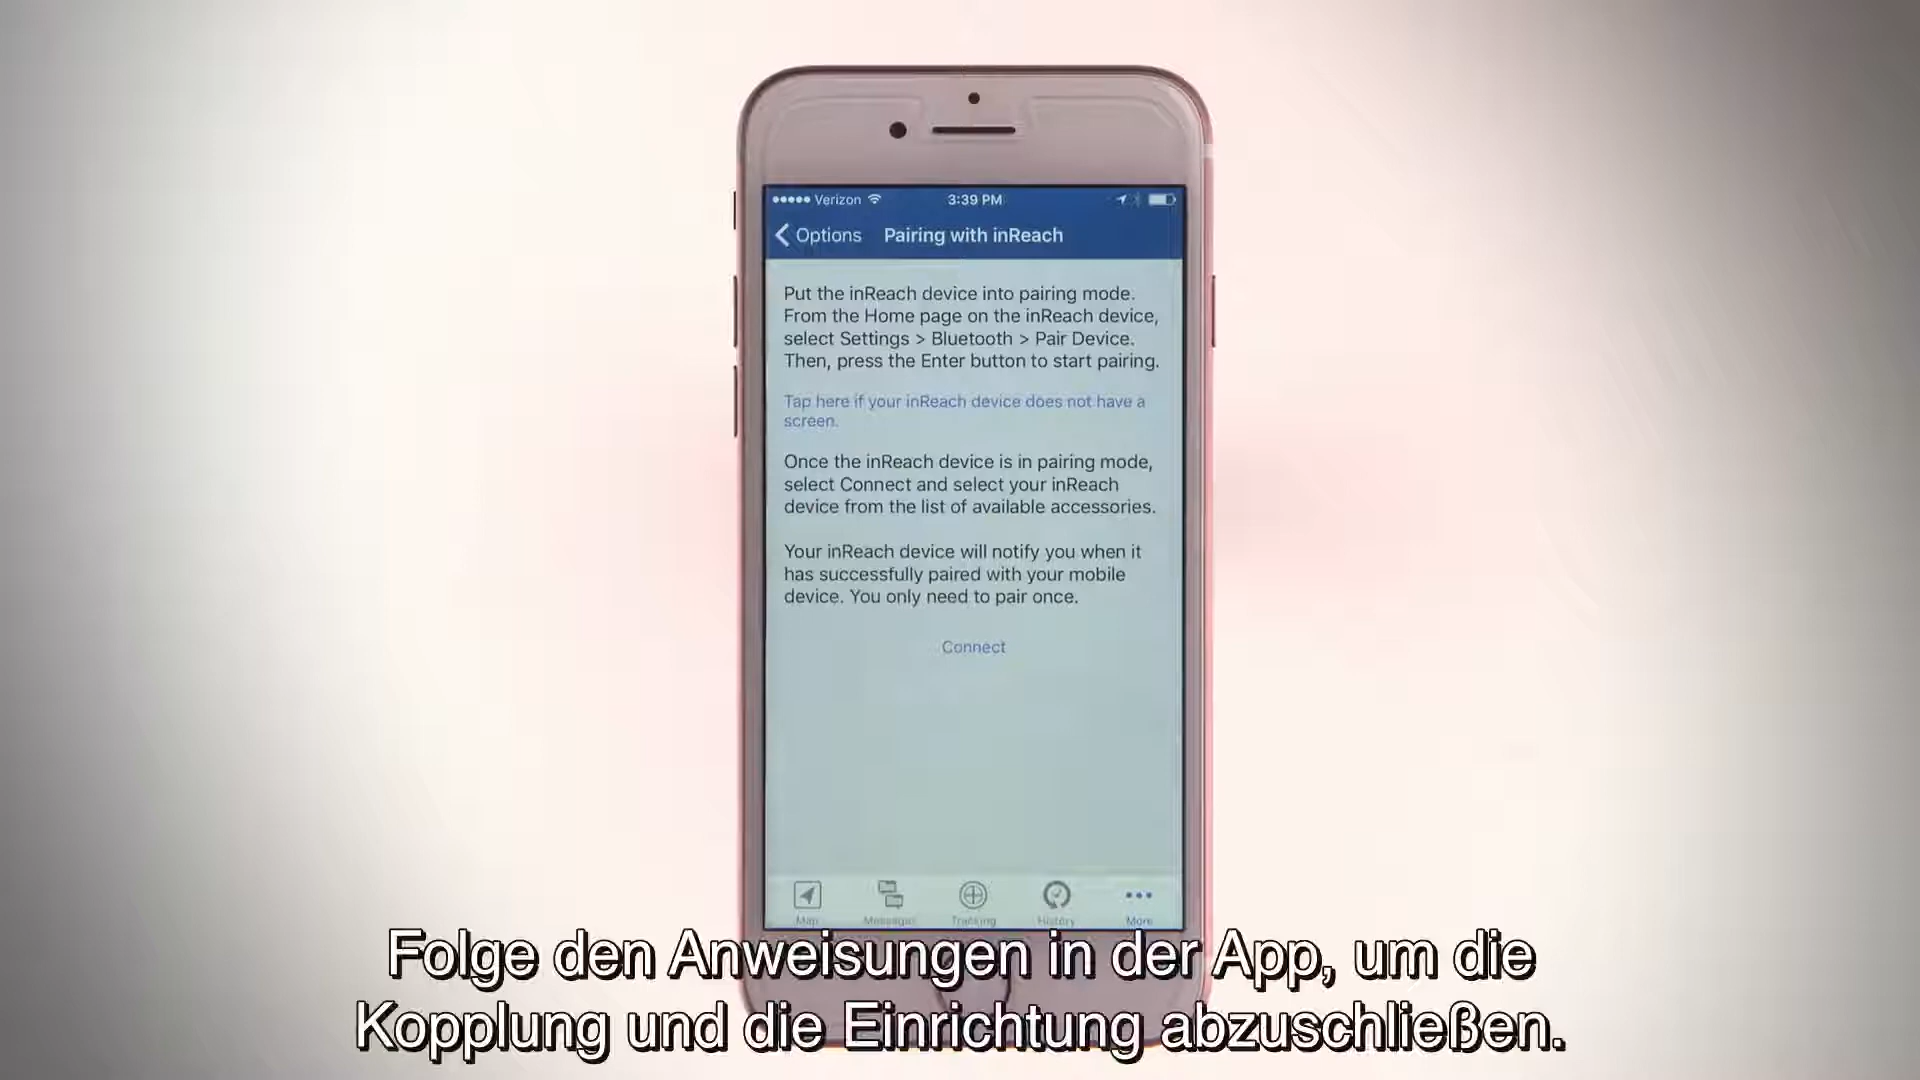 Verizon 3:39 PM
Options Pairing with inReach
Put the inReach device into pairing mode.
From the Home page on the inReach device,
select Settings > Bluetooth > Pair Device.
Then, press the Enter button to start pairing.
Tap here if your inReach device does not have a
screen.
Once the inReach device is in pairing mode,
select Connect and select your inReach
device from the list of available accessories.
Your inReach device will notify you when it
has successfully paired with your mobile
device. You only need to pair once.
Connect
Map Messages Tracking History More
Folge den Anweisungen in der App, um die
Kopplung und die Einrichtung abzuschließen.